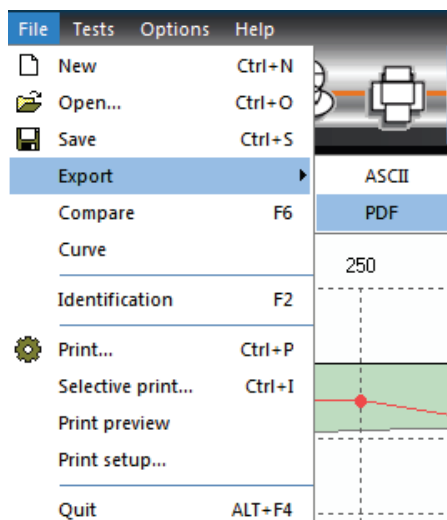 File Tests Options Help
New Ctrl+N
Open... Ctrl+O
Save Ctrl+S
Export ASCII
Compare F6 PDF
Curve
250
Identification F2
Print... Ctrl+P
Selective print... Ctrl+I
Print preview
Print setup...
Quit ALT+F4